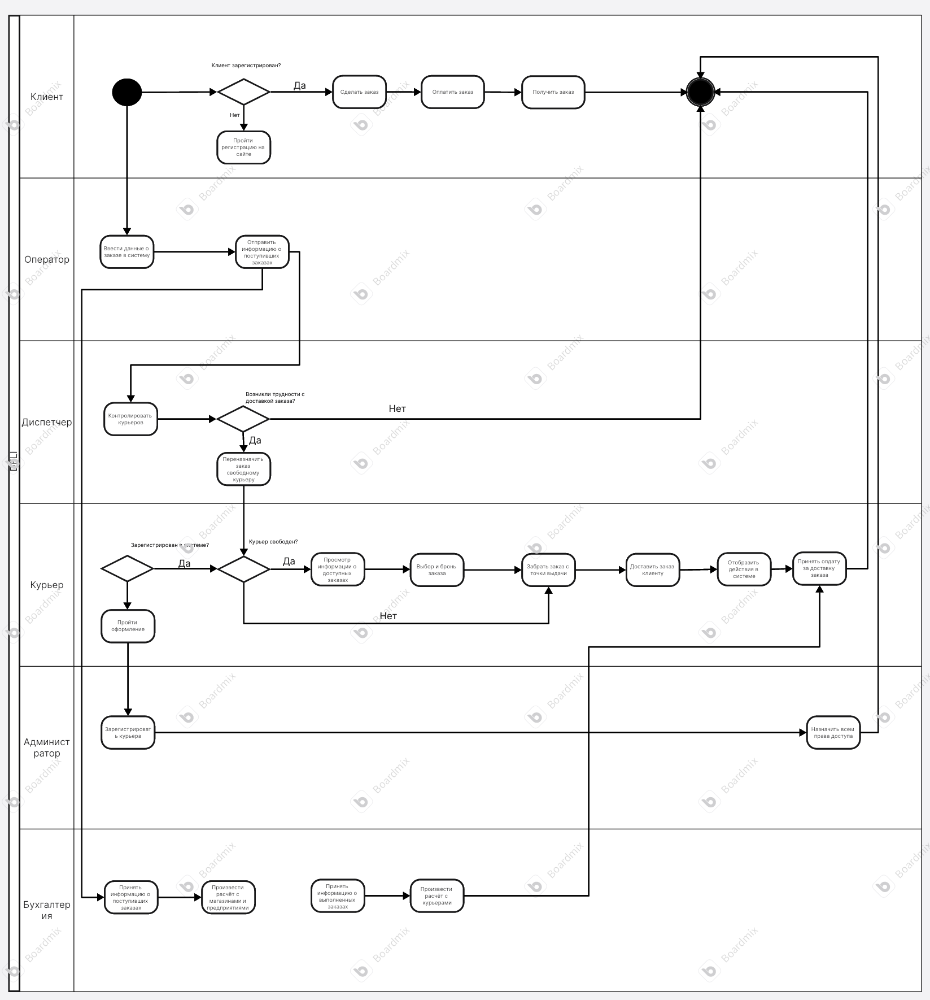 Клиент зарегистрирован?
Да
Сделать заказ
Оплатить заказ
Получить заказ
Клиент
Нет
Пройти
регистрацию на
сайте
Ввести данные о
заказе в систему
Отправить
информацию о
поступивших
заказах
Оператор
Возникли трудности с
доставкой заказа?
Нет
Контролировать
курьеров
Диспетчер
Да
Переназначить
заказ
свободному
курьеру
Зарегистрирован в системе?
Да
Курьер свободен?
Да
Просмотр
информации о
доступных
заказах
Выбор и бронь
заказа
Забрать заказ с
точки выдачи
Доставить заказ
клиенту
Отобразить
действия в
системе
Принять опдату
за доставку
заказа
Курьер
Нет
Пройти
оформление
Зарегистрироват
ь курьера
Назначить всем
права доступа
Админист
ратор
Принять
информацию о
поступивших
заказах
Произвести
расчёт с
магазинами и
предприятиями
Принять
информацию о
выполненных
заказах
Произвести
расчёт с
курьерами
Бухгалтер
ия
Boardmix